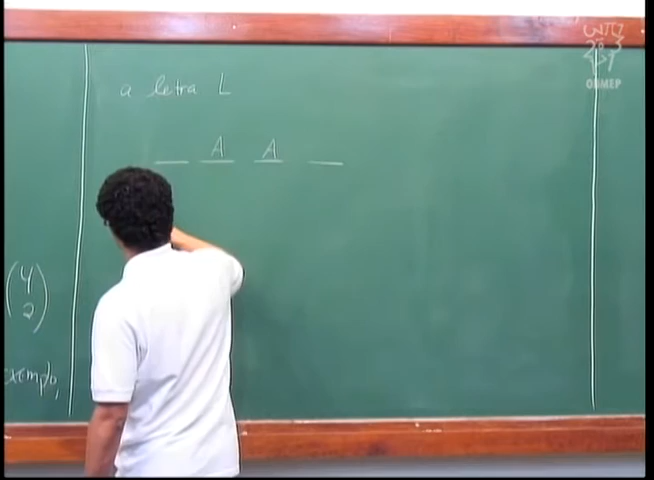 a letra L
_ A A _
(4
2)
exemplo,
OBMEP